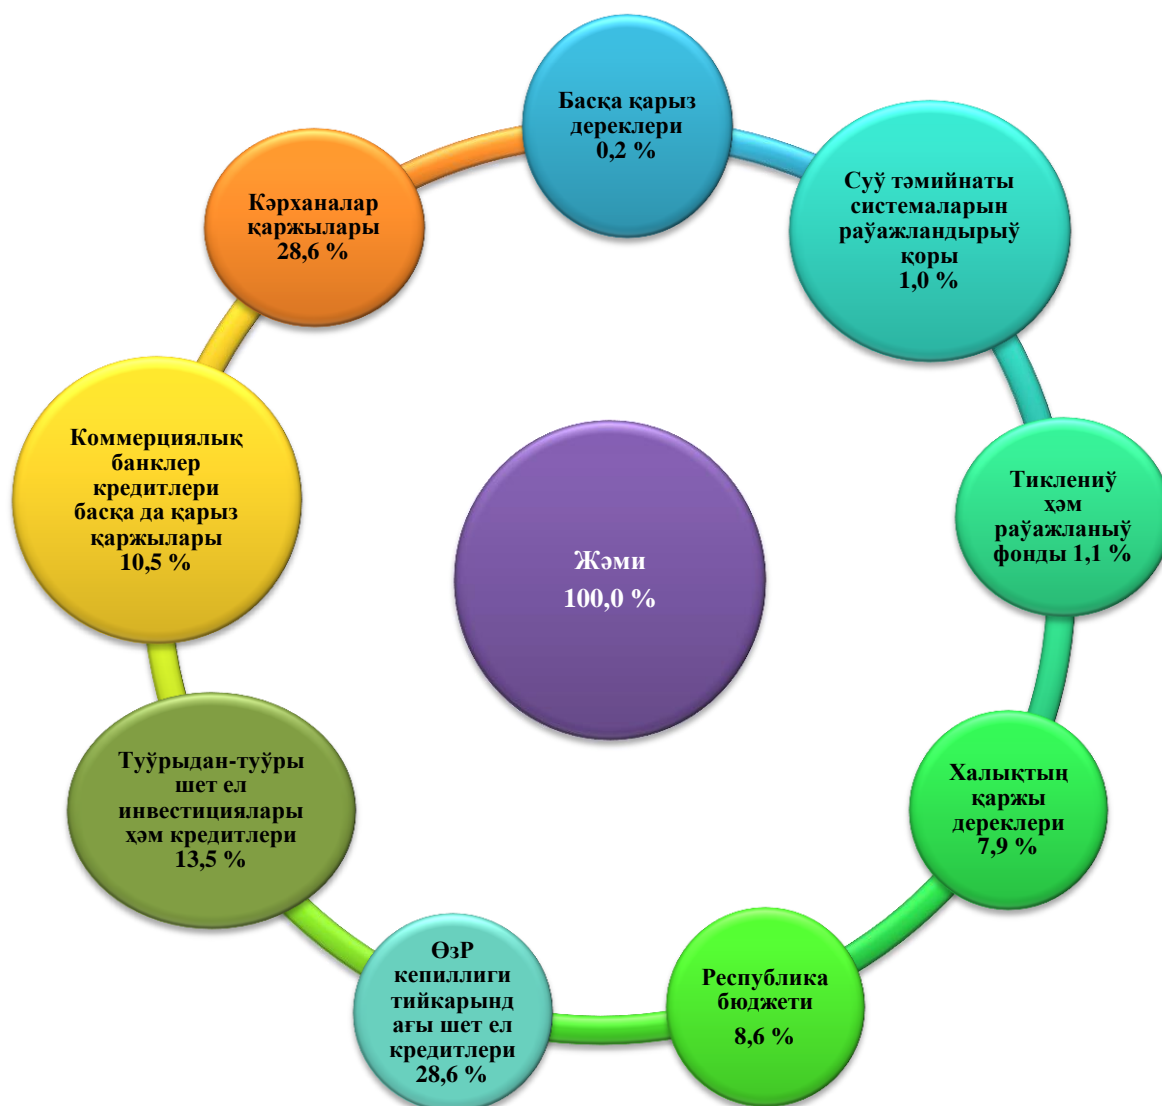 Басқа қарыз
дереклери
0,2 %
Суў тәмийнаты
системаларын
раўажландырыў
қоры
1,0 %
Тиклениў
ҳәм
раўажланыў
фонды 1,1 %
Халықтың
қаржы
дереклери
7,9 %
Республика
бюджети
8,6 %
ӨзР
кепиллиги
тийкарынд
ағы шет ел
кредитлери
28,6 %
Туўрыдан-туўры
шет ел
инвестициялары
ҳәм кредитлери
13,5 %
Коммерциялық
банклер
кредитлери
басқа да қарыз
қаржылары
10,5 %
Кәрханалар
қаржылары
28,6 %
Жәми
100,0 %